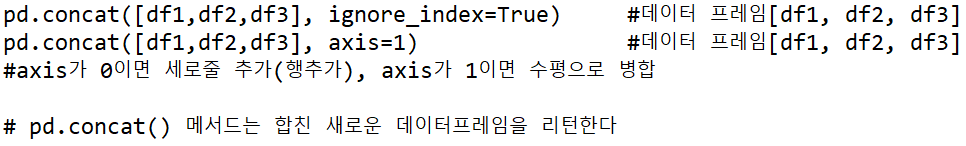 pd.concat([df1,df2,df3], ignore_index=True) #데이터 프레임[df1, df2, df3]
pd.concat([df1,df2,df3], axis=1) #데이터 프레임[df1, df2, df3]
#axis가 0이면 세로줄 추가(행추가), axis가 1이면 수평으로 병합
# pd.concat() 메서드는 합친 새로운 데이터프레임을 리턴한다